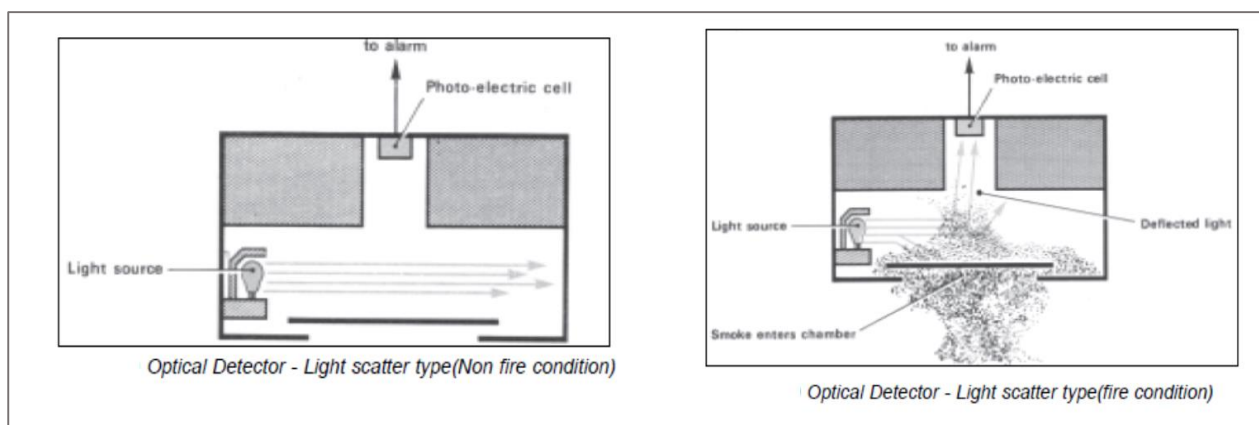 to alarm
Photo-electric cell
Light source
Optical Detector - Light scatter type(Non fire condition)
to alarm
Photo-electric cell
Light source
Deflected light
Smoke enters chamber
Optical Detector - Light scatter type(fire condition)